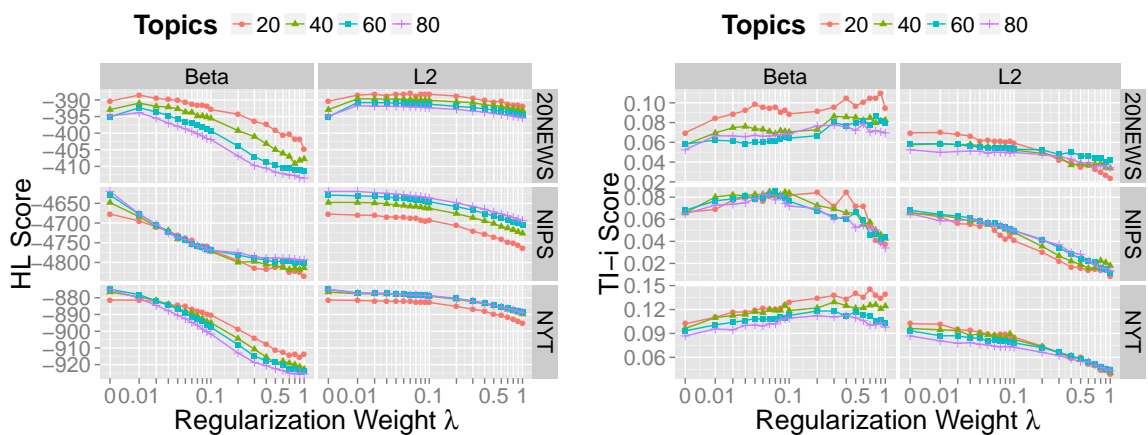 Topics 20 40 60 80
Beta L2
−390
−395
−400
−405
−410
20NEWS
−4650
−4700
−4750
−4800
NIPS
−880
−890
−900
−910
−920
NYT
HL Score
0 0.01 0.1 0.5 1 0 0.01 0.1 0.5 1
Regularization Weight λ
Topics 20 40 60 80
Beta L2
0.10
0.08
0.06
0.04
0.02
20NEWS
0.08
0.06
0.04
0.02
NIPS
0.15
0.12
0.09
0.06
NYT
TI−i Score
0 0.01 0.1 0.5 1 0 0.01 0.1 0.5 1
Regularization Weight λ